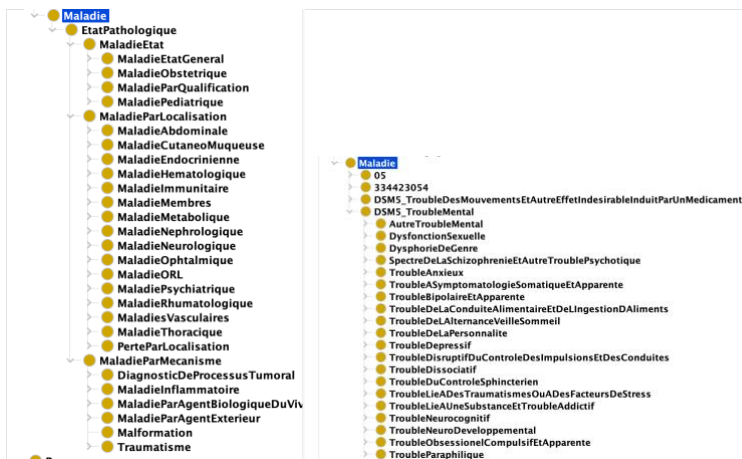 Maladie
EtatPathologique
MaladieEtat
MaladieEtatGeneral
MaladieObstetrique
MaladieParQualification
MaladiePediatrique
MaladieParLocalisation
MaladieAbdominale
MaladieCutaneoMuqueuse
MaladieEndocrinienne
MaladieHematologique
MaladieImmunitaire
MaladieMembres
MaladieMetabolique
MaladieNephrologique
MaladieNeurologique
MaladieOphtalmique
MaladieORL
MaladiePsychiatrique
MaladieRhumatologique
MaladiesVasculaires
MaladieThoracique
PerteParLocalisation
MaladieParMecanisme
DiagnosticDeProcessusTumoral
MaladieInflammatoire
MaladieParAgentBiologiqueDuViv
MaladieParAgentExterieur
Malformation
Traumatisme
Maladie
05
334423054
DSM5_TroubleDesMouvementsEtAutreEffetIndesirableInduitParUnMedicament
DSM5_TroubleMental
AutreTroubleMental
DysfonctionSexuelle
DysphorieDeGenre
SpectreDeLaSchizophrenieEtAutreTroublePsychotique
TroubleAnxieux
TroubleASymptomatologieSomatiqueEtApparente
TroubleBipolaireEtApparente
TroubleDeLaConduiteAlimentaireEtDeLIngestionDAliments
TroubleDeLAlternanceVeilleSommeil
TroubleDeLaPersonnalite
TroubleDepressif
TroubleDisruptifDuControleDesImpulsionsEtDesConduites
TroubleDissociatif
TroubleDuControleSphincterien
TroubleLieADesTraumatismesOuADesFacteursDeStress
TroubleLieAUneSubstanceEtTroubleAddictif
TroubleNeurocognitif
TroubleNeuroDeveloppemental
TroubleObsessionelCompulsifEtApparente
TroubleParaphilique